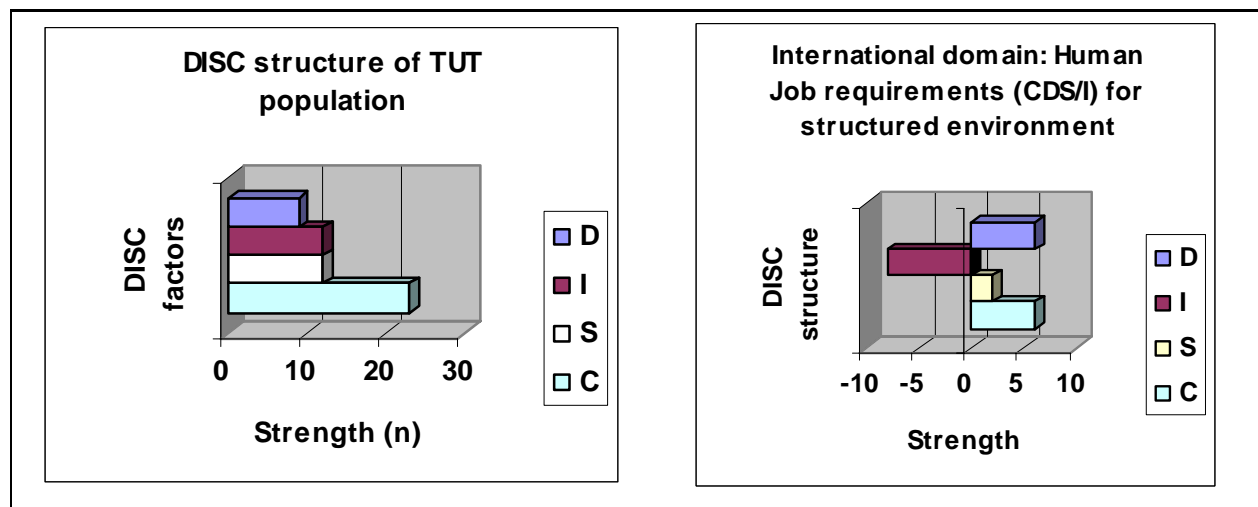 DISC structure of TUT
population
DISC
factors
0 10 20 30
Strength (n)
D
I
S
C
International domain: Human
Job requirements (CDS/I) for
structured environment
DISC
structure
-10 -5 0 5 10
Strength
D
I
S
C